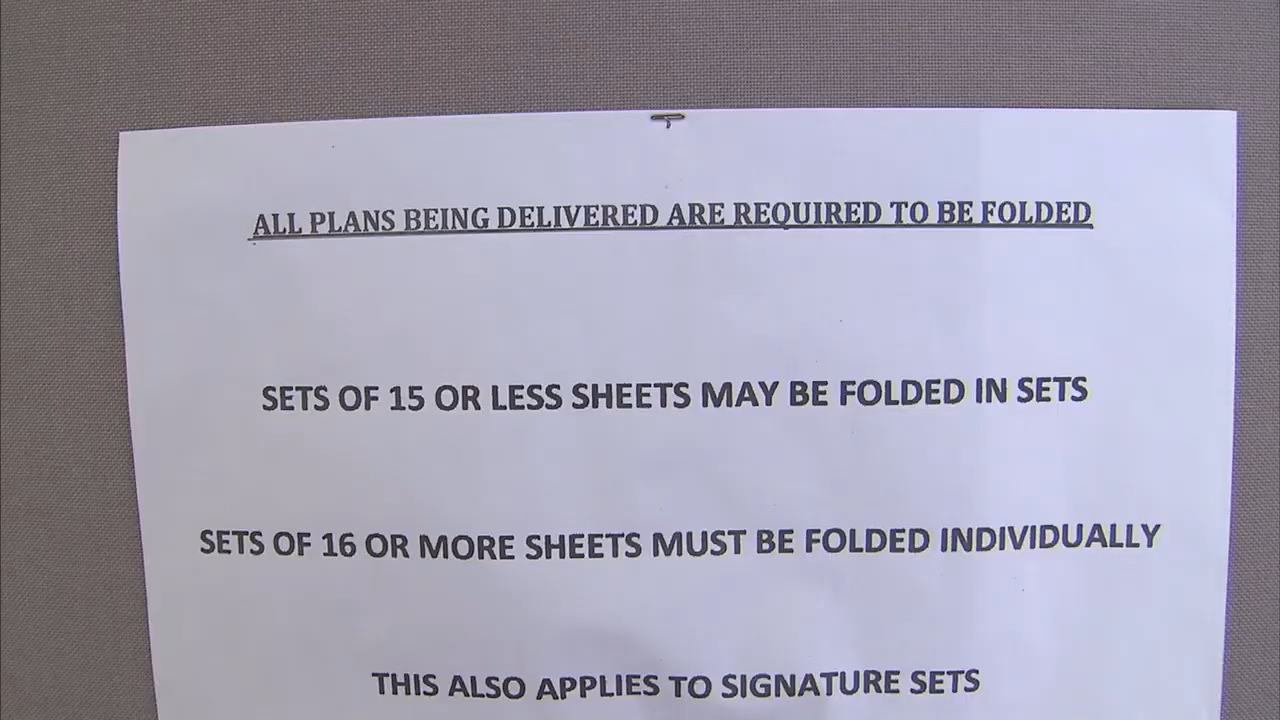 ALL PLANS BEING DELIVERED ARE REQUIRED TO BE FOLDED
SETS OF 15 OR LESS SHEETS MAY BE FOLDED IN SETS
SETS OF 16 OR MORE SHEETS MUST BE FOLDED INDIVIDUALLY
THIS ALSO APPLIES TO SIGNATURE SETS